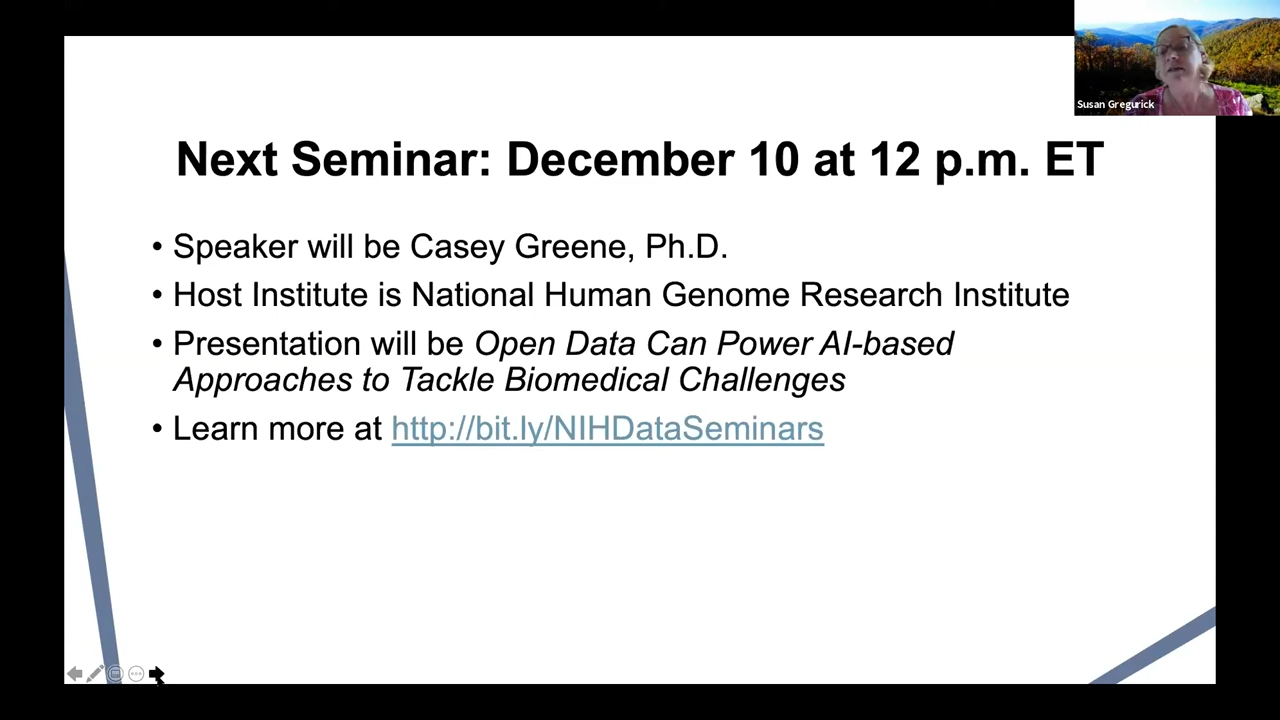 Susan Gregurick
Next Seminar: December 10 at 12 p.m. ET
• Speaker will be Casey Greene, Ph.D.
• Host Institute is National Human Genome Research Institute
• Presentation will be Open Data Can Power AI-based
Approaches to Tackle Biomedical Challenges
• Learn more at http://bit.ly/NIHDataSeminars